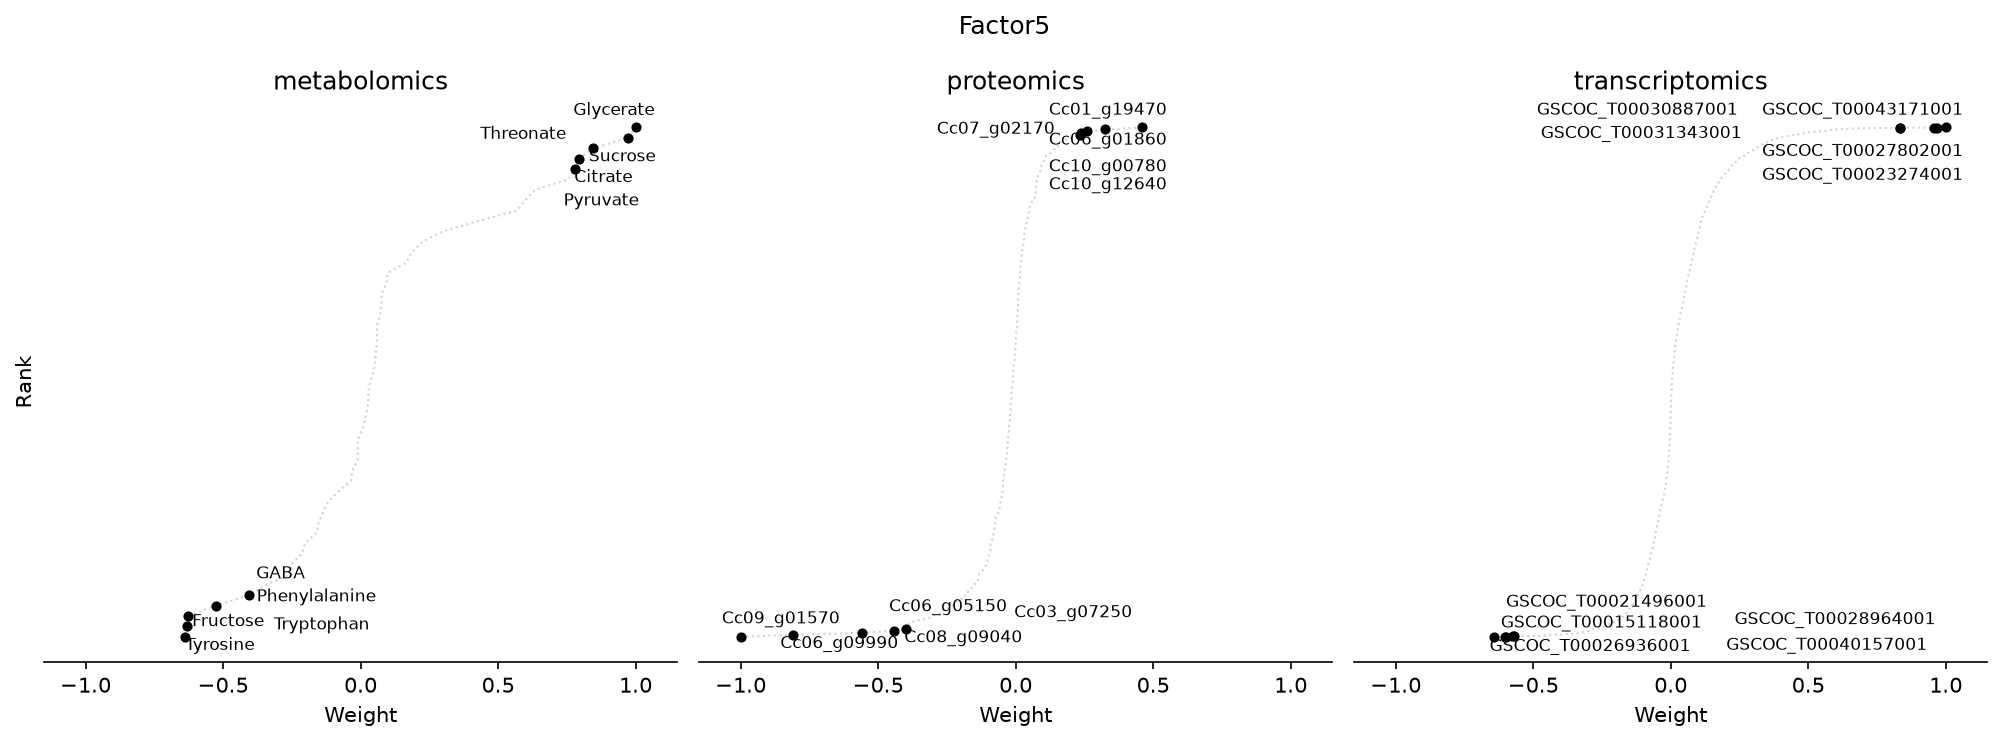 Factor5
metabolomics
Glycerate
Threonate
Sucrose
Citrate
Pyruvate
GABA
Phenylalanine
Fructose
Tryptophan
Tyrosine
Rank
−1.0 −0.5 0.0 0.5 1.0
Weight
proteomics
Cc01_g19470
Cc07_g02170
Cc06_g01860
Cc10_g00780
Cc10_g12640
Cc06_g05150
Cc03_g07250
Cc09_g01570
Cc08_g09040
Cc06_g09990
−1.0 −0.5 0.0 0.5 1.0
Weight
transcriptomics
GSCOC_T00030887001
GSCOC_T00043171001
GSCOC_T00031343001
GSCOC_T00027802001
GSCOC_T00023274001
GSCOC_T00021496001
GSCOC_T00028964001
GSCOC_T00015118001
GSCOC_T00040157001
GSCOC_T00026936001
−1.0 −0.5 0.0 0.5 1.0
Weight